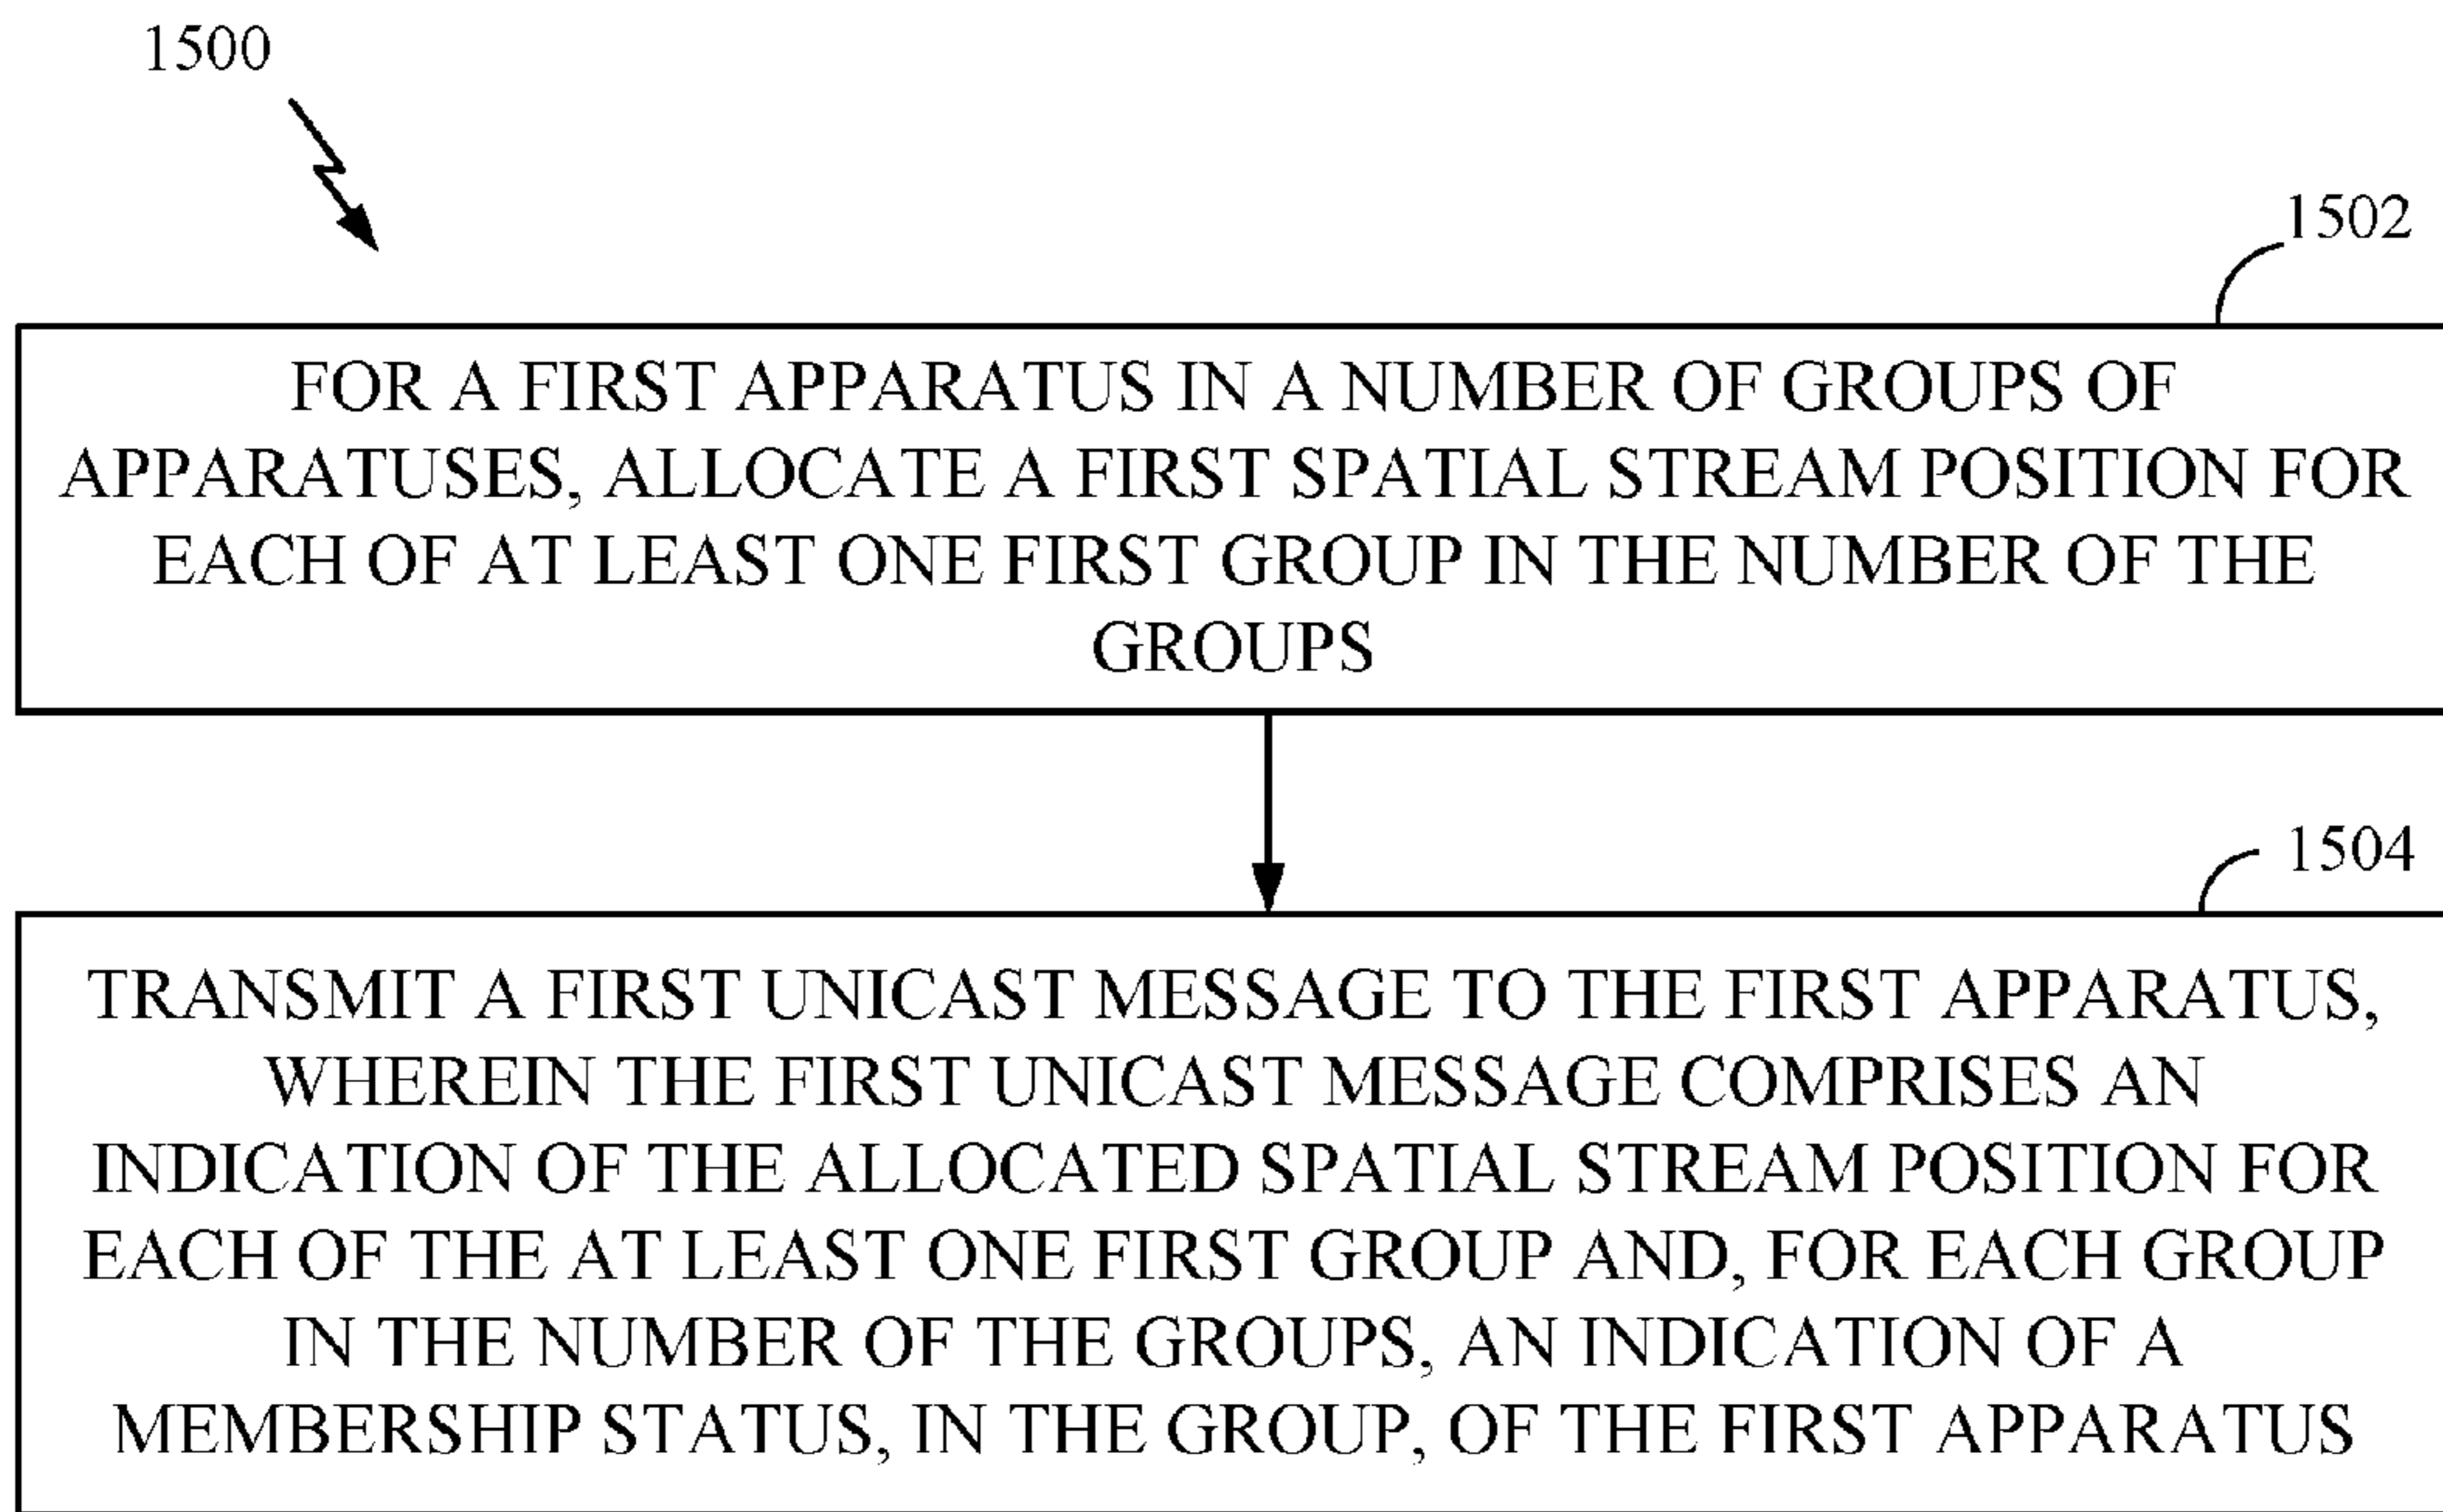 1500
1502
FOR A FIRST APPARATUS IN A NUMBER OF GROUPS OF
APPARATUSES, ALLOCATE A FIRST SPATIAL STREAM POSITION FOR
EACH OF AT LEAST ONE FIRST GROUP IN THE NUMBER OF THE
GROUPS
1504
TRANSMIT A FIRST UNICAST MESSAGE TO THE FIRST APPARATUS,
WHEREIN THE FIRST UNICAST MESSAGE COMPRISES AN
INDICATION OF THE ALLOCATED SPATIAL STREAM POSITION FOR
EACH OF THE AT LEAST ONE FIRST GROUP AND, FOR EACH GROUP
IN THE NUMBER OF THE GROUPS, AN INDICATION OF A
MEMBERSHIP STATUS, IN THE GROUP, OF THE FIRST APPARATUS